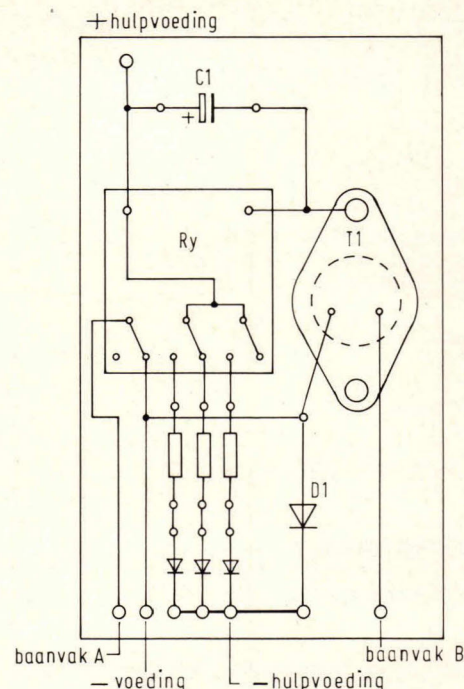 +hulpvoeding
C1
+
Ry
T1
D1
baanvak A
baanvak B
– voeding
–hulpvoeding